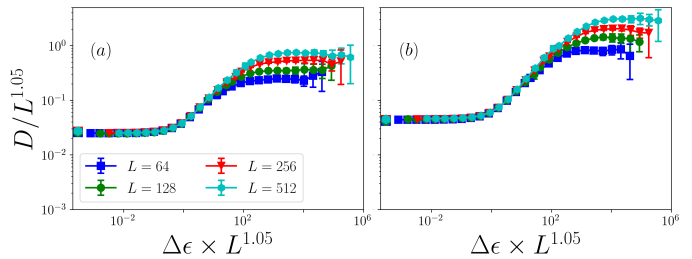 D/L^1.05
10^0
10^-1
10^-2
10^-3
(a)
(b)
L = 64
L = 128
L = 256
L = 512
10^-2
10^2
10^6
10^-2
10^2
10^6
Δϵ × L^1.05
Δϵ × L^1.05